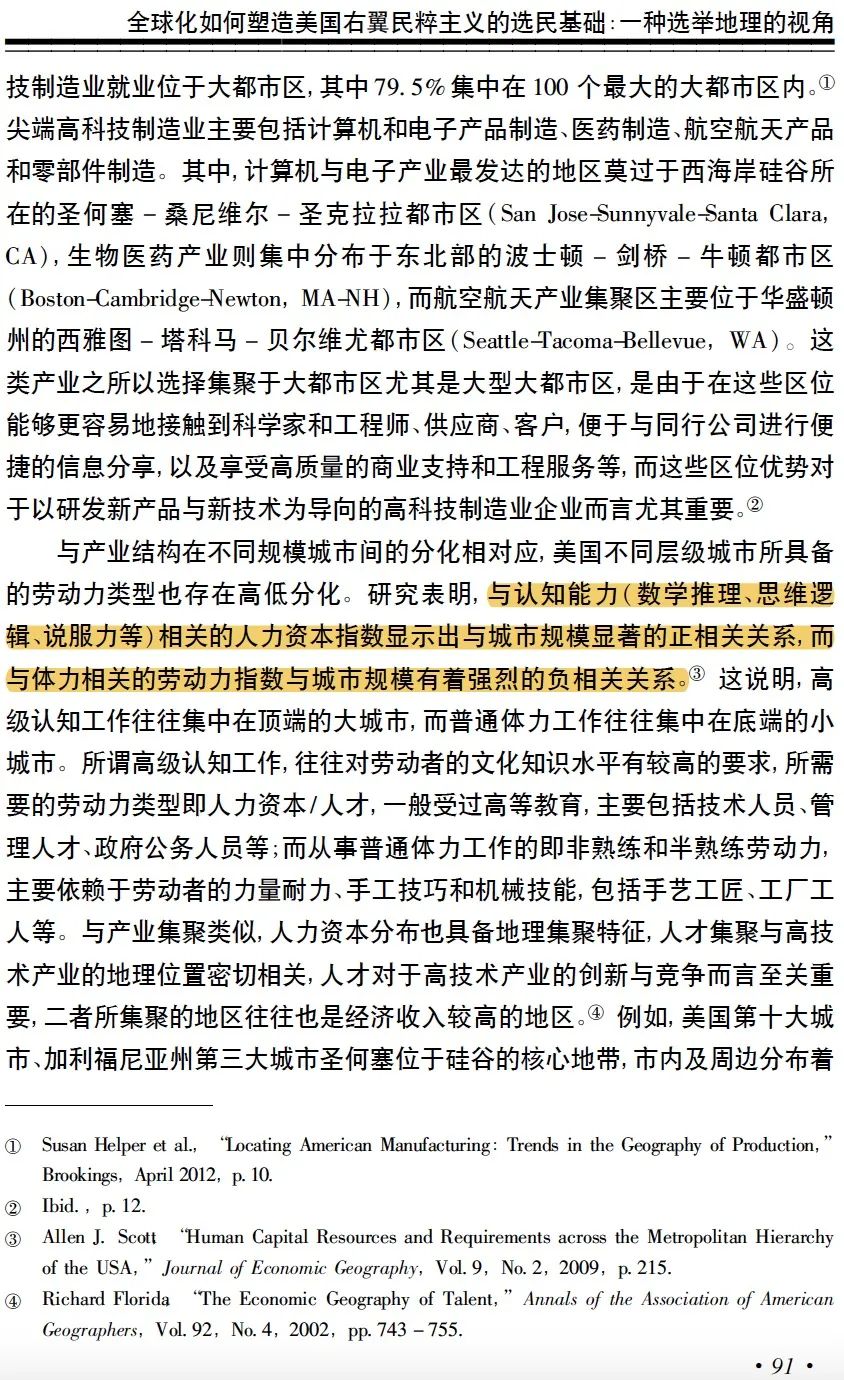 全球化如何塑造美国右翼民粹主义的选民基础:一种选举地理的视角
技制造业就业位于大都市区,其中79.5%集中在100 个最大的大都市区内。①
尖端高科技制造业主要包括计算机和电子产品制造、医药制造、航空航天产品
和零部件制造。其中,计算机与电子产业最发达的地区莫过于西海岸硅谷所
在的圣何塞-桑尼维尔-圣克拉拉都市区(San Jose-Sunnyvale-Santa Clara,
CA),生物医药产业则集中分布于东北部的波士顿-剑桥-牛顿都市区
(Boston-Cambridge-Newton, MA-NH),而航空航天产业集聚区主要位于华盛顿
州的西雅图-塔科马-贝尔维尤都市区(Seattle-Tacoma-Bellevue, WA)。这
类产业之所以选择集聚于大都市区尤其是大型大都市区,是由于在这些区位
能够更容易地接触到科学家和工程师、供应商、客户,便于与同行公司进行便
捷的信息分享,以及享受高质量的商业支持和工程服务等,而这些区位优势对
于以研发新产品与新技术为导向的高科技制造业企业而言尤其重要。②
与产业结构在不同规模城市间的分化相对应,美国不同层级城市所具备
的劳动力类型也存在高低分化。研究表明,与认知能力(数学推理、思维逻
辑、说服力等)相关的人力资本指数显示出与城市规模显著的正相关关系,而
与体力相关的劳动力指数与城市规模有着强烈的负相关关系。③ 这说明,高
级认知工作往往集中在顶端的大城市,而普通体力工作往往集中在底端的小
城市。所谓高级认知工作,往往对劳动者的文化知识水平有较高的要求,所需
要的劳动力类型即人力资本/人才,一般受过高等教育,主要包括技术人员、管
理人才、政府公务人员等;而从事普通体力工作的即非熟练和半熟练劳动力,
主要依赖于劳动者的力量耐力、手工技巧和机械技能,包括手艺工匠、工厂工
人等。与产业集聚类似,人力资本分布也具备地理集聚特征,人才集聚与高技
术产业的地理位置密切相关,人才对于高技术产业的创新与竞争而言至关重
要,二者所集聚的地区往往也是经济收入较高的地区。④ 例如,美国第十大城
市、加利福尼亚州第三大城市圣何塞位于硅谷的核心地带,市内及周边分布着
① Susan Helper et al., “Locating American Manufacturing: Trends in the Geography of Production,”
Brookings, April 2012, p.10.
② Ibid., p.12.
③ Allen J. Scott, “Human Capital Resources and Requirements across the Metropolitan Hierarchy
of the USA,” Journal of Economic Geography, Vol.9, No.2, 2009, p.215.
④ Richard Florida, “The Economic Geography of Talent,” Annals of the Association of American
Geographers, Vol.92, No.4, 2002, pp.743-755.
·91·